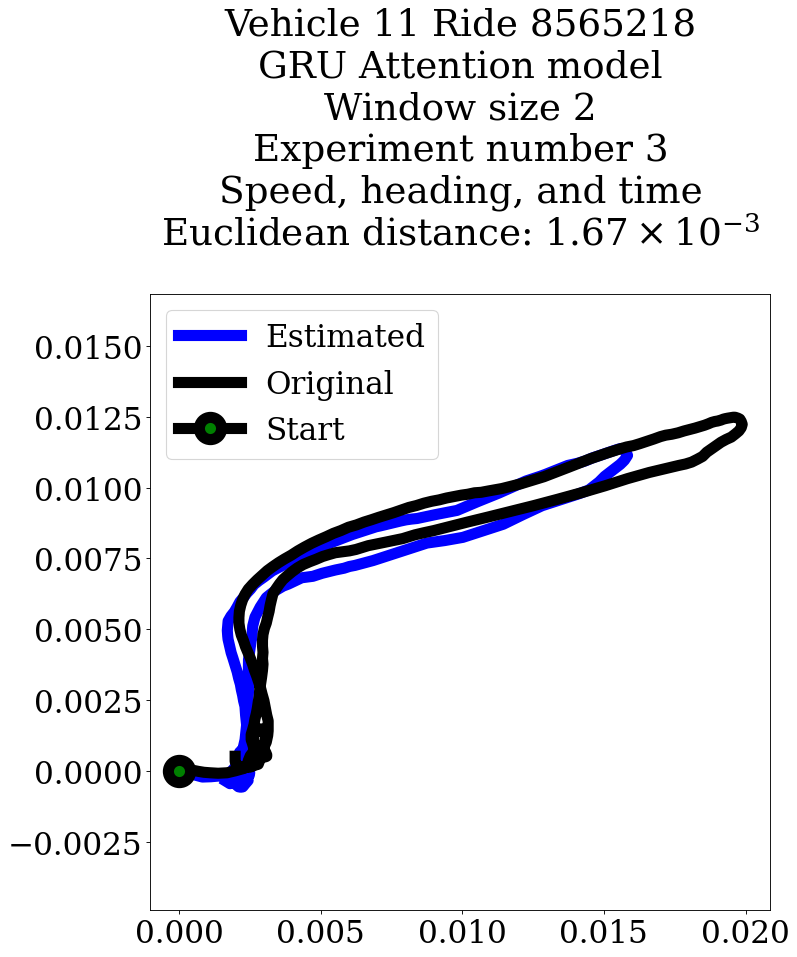 Vehicle 11 Ride 8565218
GRU Attention model
Window size 2
Experiment number 3
Speed, heading, and time
Euclidean distance: 1.67 × 10⁻³
Estimated
Original
Start
0.0150
0.0125
0.0100
0.0075
0.0050
0.0025
0.0000
−0.0025
0.000 0.005 0.010 0.015 0.020